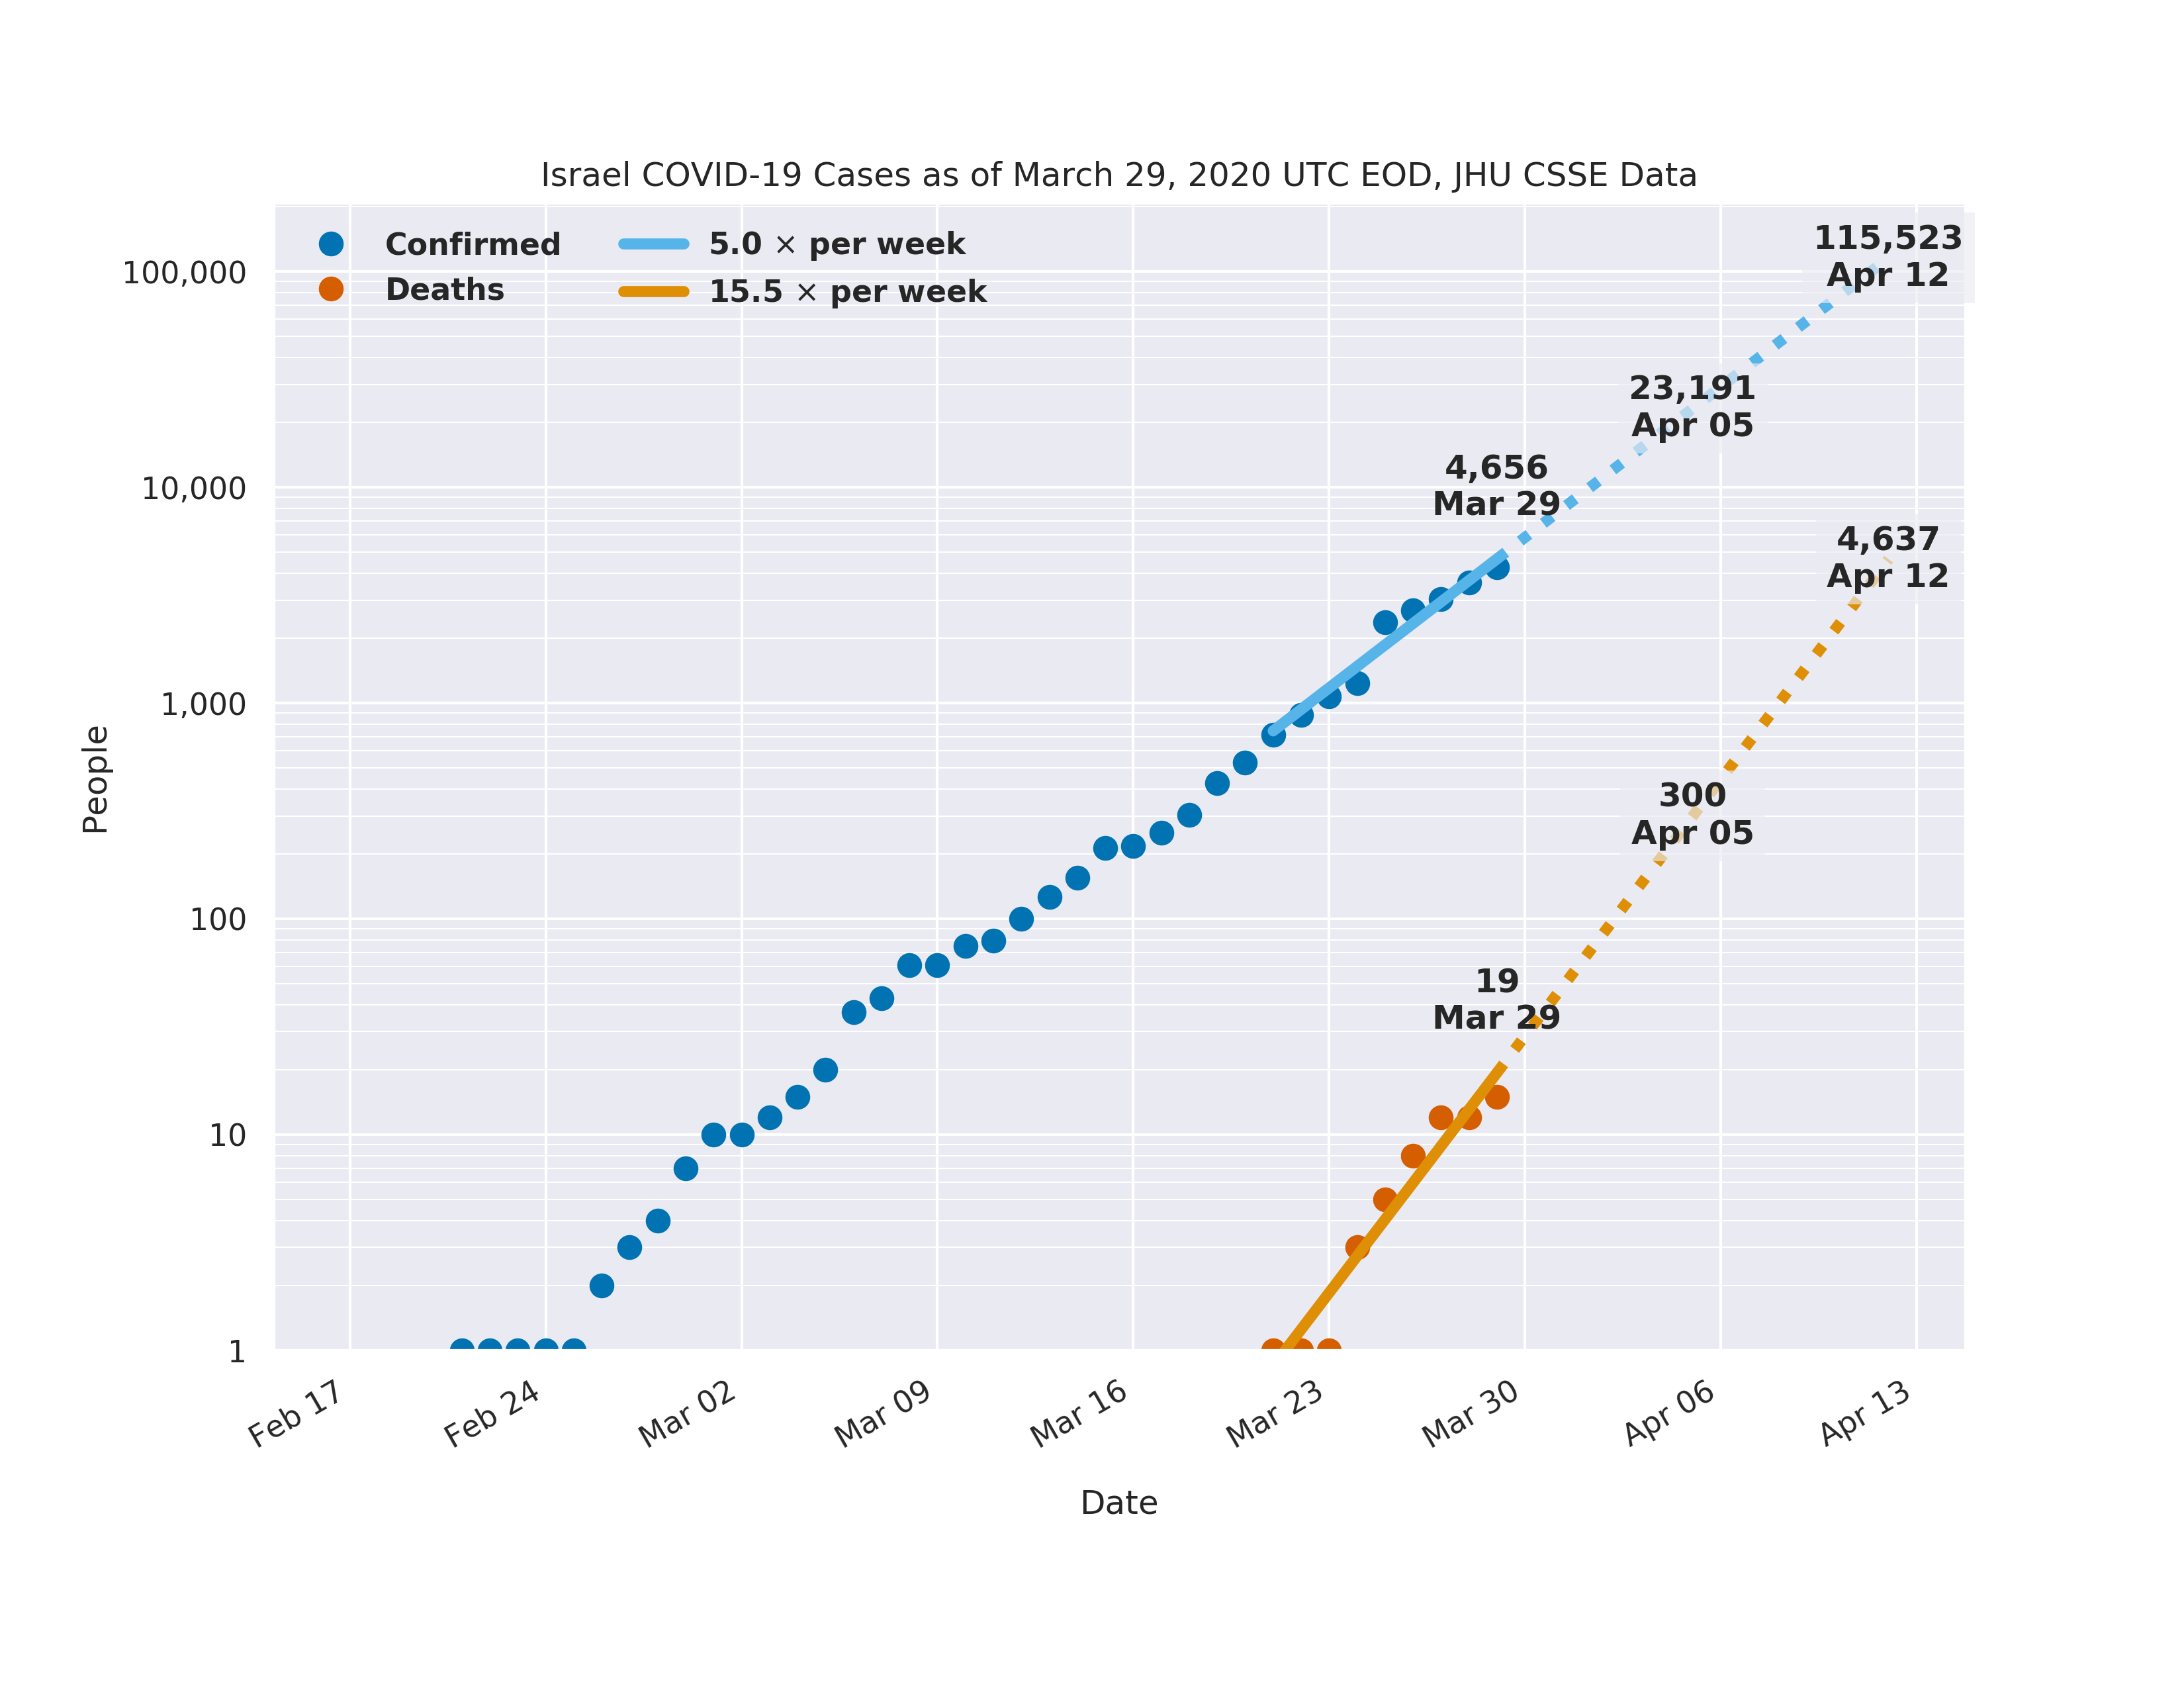 Israel COVID-19 Cases as of March 29, 2020 UTC EOD, JHU CSSE Data
Confirmed
Deaths
5.0 × per week
15.5 × per week
115,523
Apr 12
23,191
Apr 05
4,656
Mar 29
4,637
Apr 12
300
Apr 05
19
Mar 29
People
100,000
10,000
1,000
100
10
1
Feb 17
Feb 24
Mar 02
Mar 09
Mar 16
Mar 23
Mar 30
Apr 06
Apr 13
Date